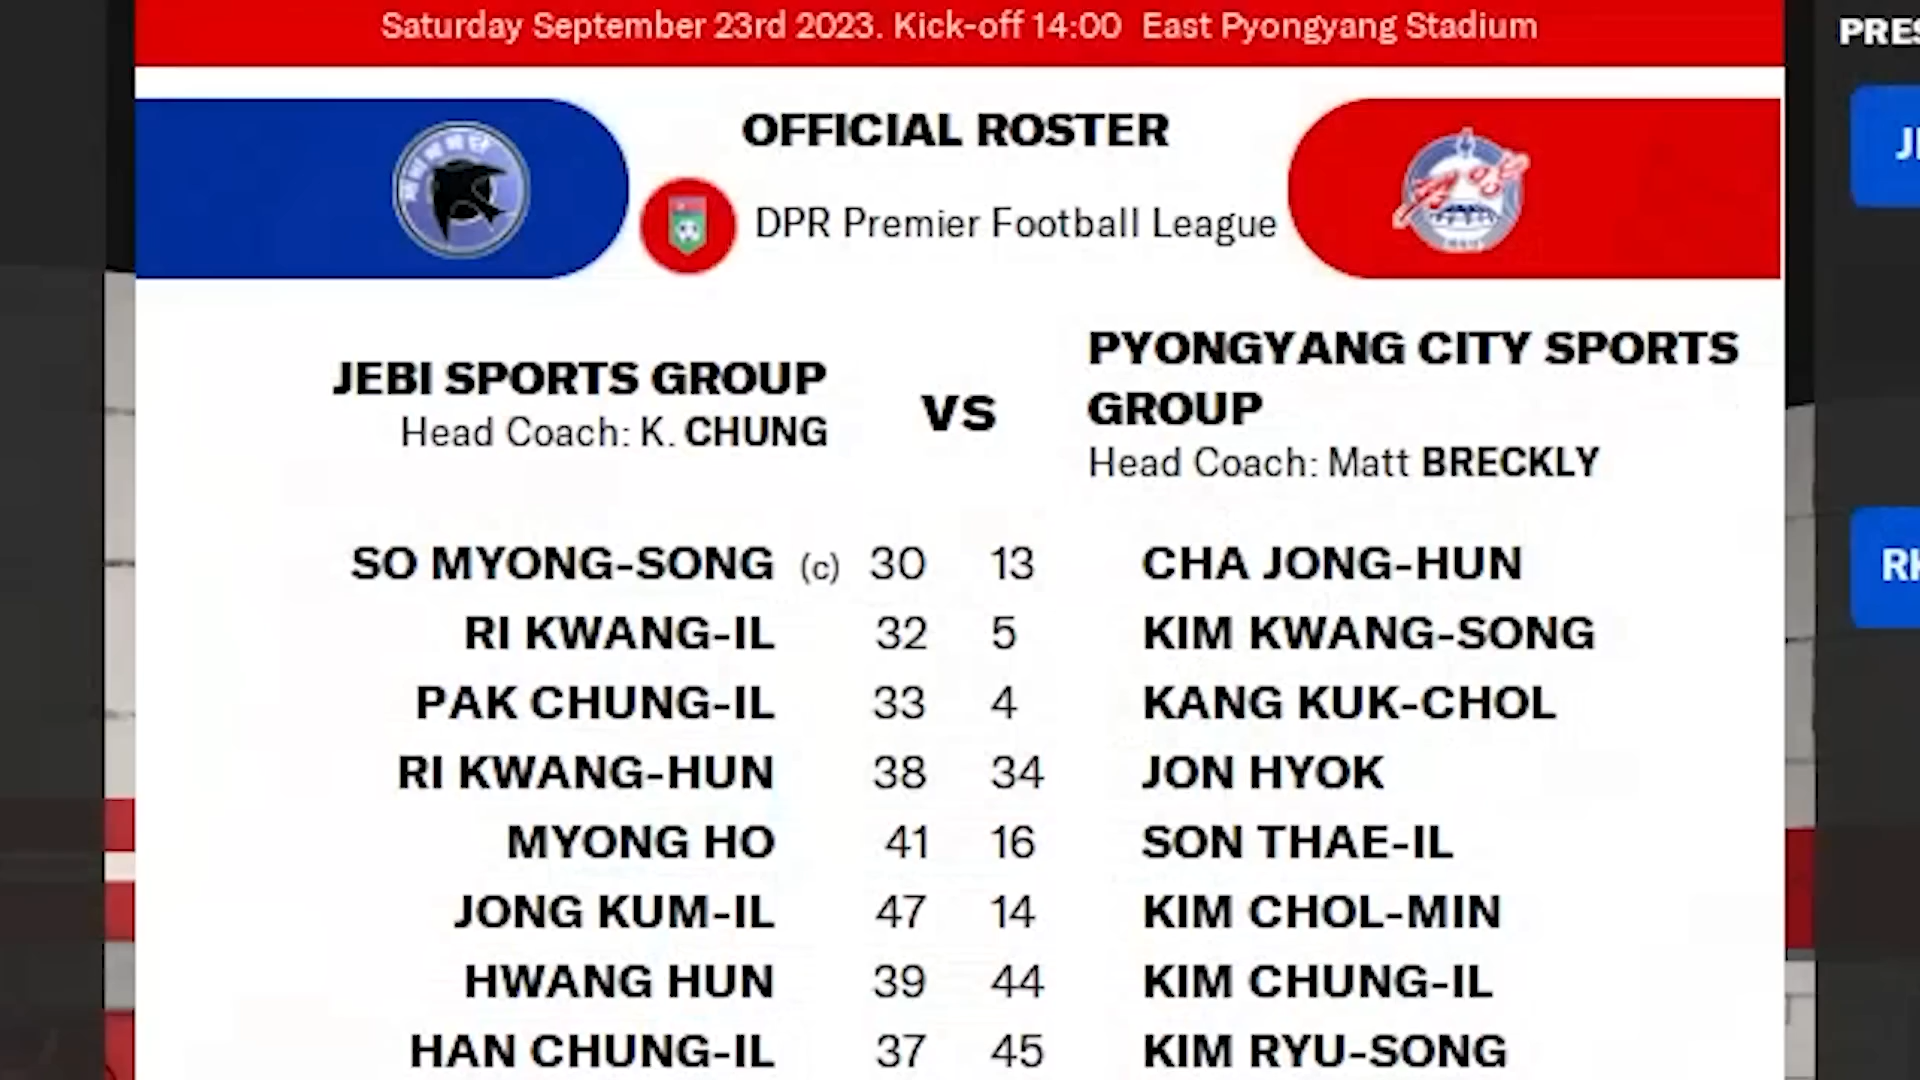 Saturday September 23rd 2023. Kick-off 14:00 East Pyongyang Stadium
PRES
OFFICIAL ROSTER
DPR Premier Football League
JEBI SPORTS GROUP
Head Coach: K. CHUNG
VS
PYONGYANG CITY SPORTS
GROUP
Head Coach: Matt BRECKLY
SO MYONG-SONG (c) 30 13 CHA JONG-HUN
RI KWANG-IL 32 5 KIM KWANG-SONG
PAK CHUNG-IL 33 4 KANG KUK-CHOL
RI KWANG-HUN 38 34 JON HYOK
MYONG HO 41 16 SON THAE-IL
JONG KUM-IL 47 14 KIM CHOL-MIN
HWANG HUN 39 44 KIM CHUNG-IL
HAN CHUNG-IL 37 45 KIM RYU-SONG